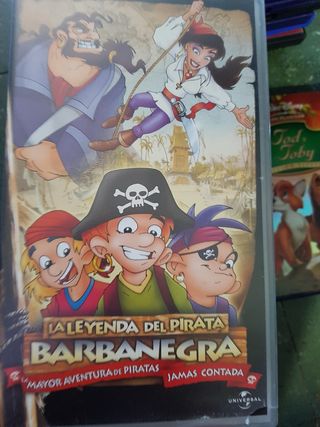 LA LEYENDA DEL PIRATA
BARBANEGRA
LA MAYOR AVENTURA DE PIRATAS JAMAS CONTADA
UNIVERSAL
Tod y
Toby